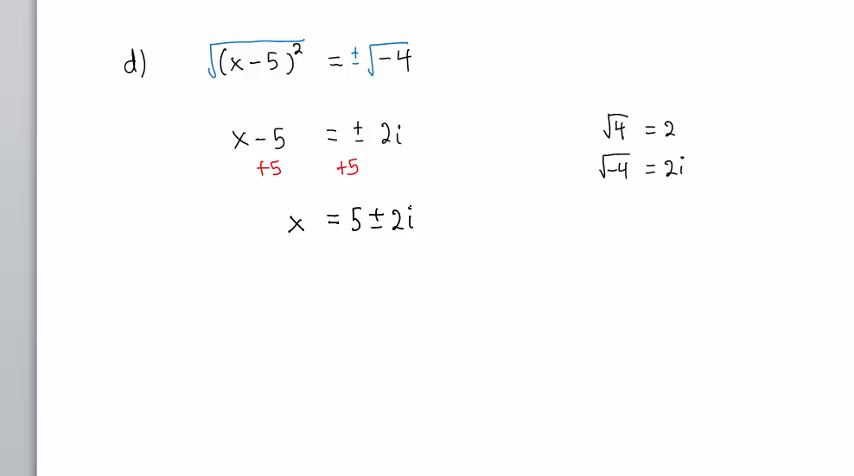 d) √(x-5)² = ±√-4
x-5 = ± 2i
+5 +5
x = 5 ± 2i
√4 = 2
√-4 = 2i